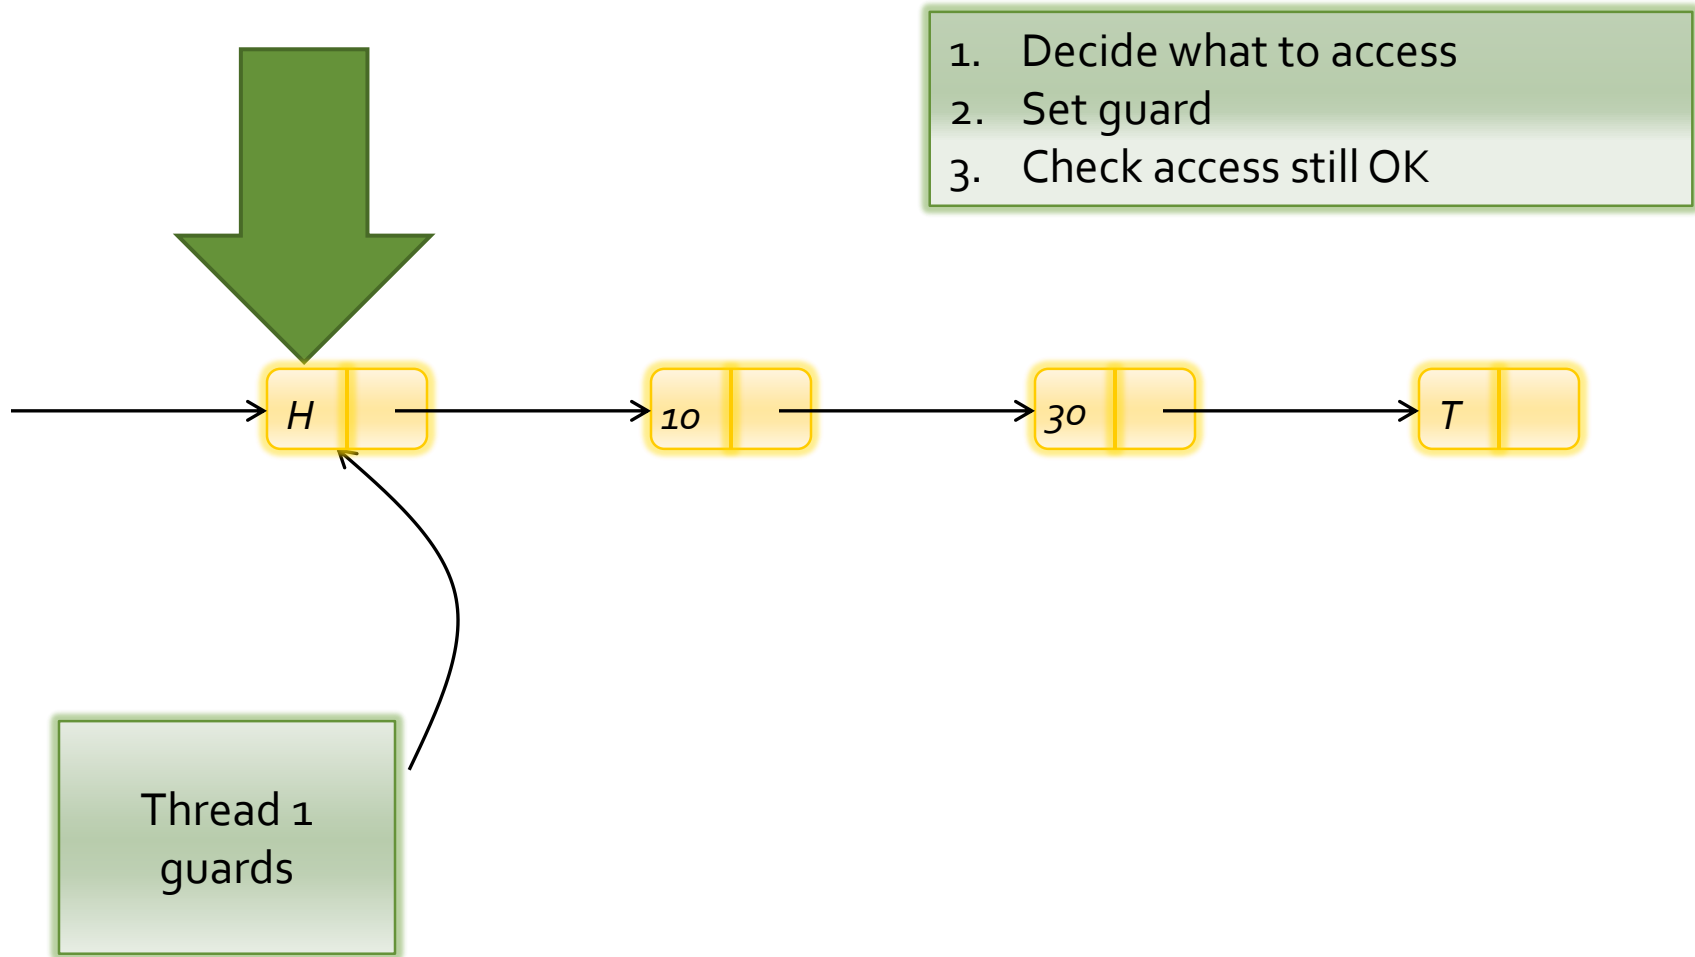 1. Decide what to access
2. Set guard
3. Check access still OK
H
10
30
T
Thread 1
guards